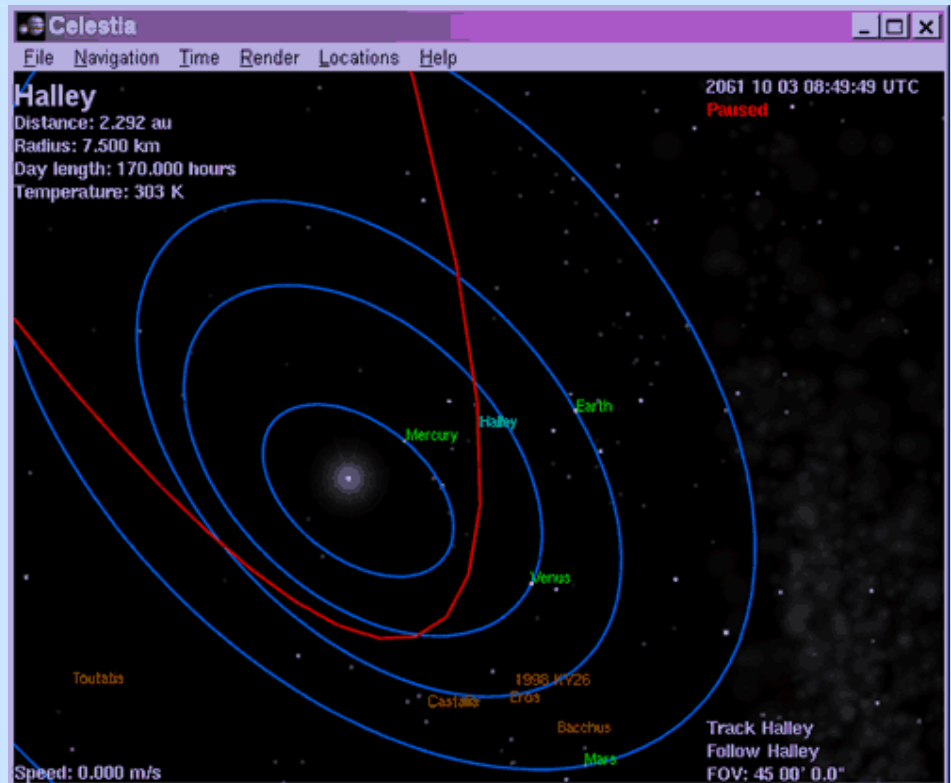 Celestia
File Navigation Time Render Locations Help
Halley
2061 10 03 08:49:49 UTC
Distance: 2.292 au
Paused
Radius: 7.500 km
Day length: 170.000 hours
Temperature: 303 K
Earth
Halley
Mercury
Venus
Toutatis
1998 KY26
Eros
Castalia
Bacchus
Track Halley
Follow Halley
Mars
Speed: 0.000 m/s
FOV: 45 00' 0.0"